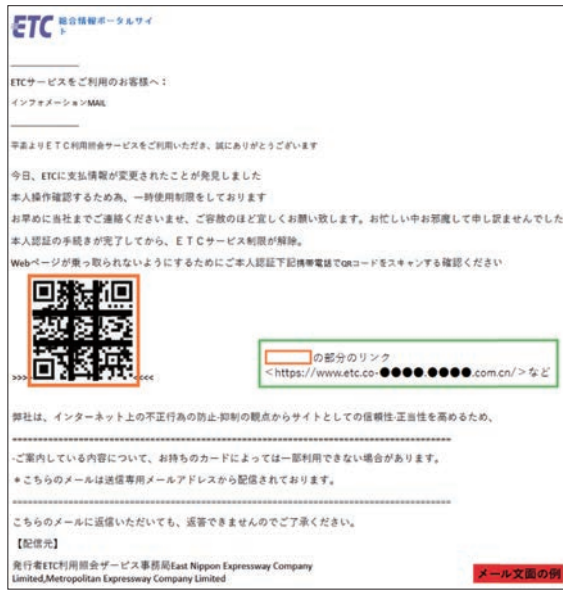 ETC 総合情報ポータルサイ
ト
ETCサービスをご利用のお客様へ：
インフォメーションMAIL
平素よりＥＴＣ利用照会サービスをご利用いただき、誠にありがとうございます
今日、ETCに支払情報が変更されたことが発見しました
本人操作確認するため為、一時使用制限をしております
お早めに当社までご連絡くださいませ、ご容赦のほど宜しくお願い致します。お忙しい中お邪魔して申し訳ませんでした
本人認証の手続きが完了してから、ＥＴＣサービス制限が解除。
Webページが乗っ取られないようにするためにご本人認証下記携帯電話でQRコードをスキャンする確認ください
>>> <<<
の部分のリンク
<https://www.etc.co-●●●●.●●●●.com.cn/>など
弊社は、インターネット上の不正行為の防止・抑制の観点からサイトとしての信頼性・正当性を高めるため、
-ご案内している内容について、お持ちのカードによっては一部利用できない場合があります。
＊こちらのメールは送信専用メールアドレスから配信されております。
こちらのメールに返信いただいても、返答できませんのでご了承ください。
【配信元】
発行者ETC利用照会サービス事務局East Nippon Expressway Company
Limited,Metropolitan Expressway Company Limited
メール文面の例